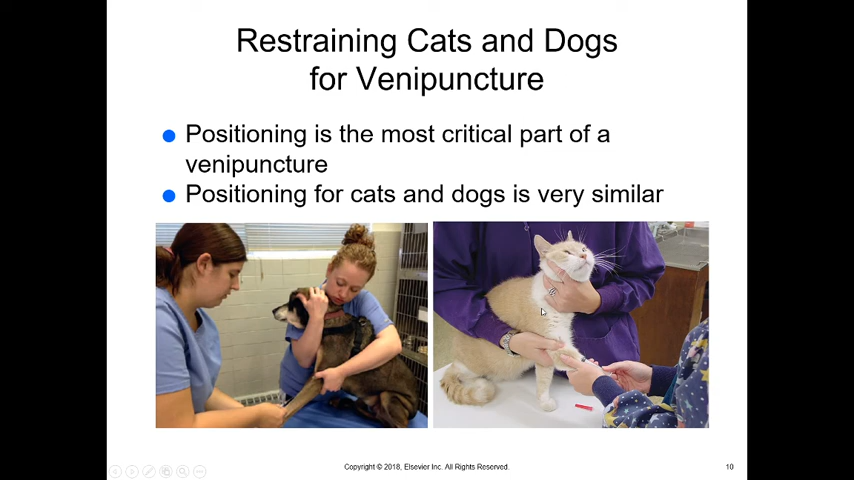 Restraining Cats and Dogs
for Venipuncture
Positioning is the most critical part of a
venipuncture
Positioning for cats and dogs is very similar
Copyright © 2018, Elsevier Inc. All Rights Reserved.
10